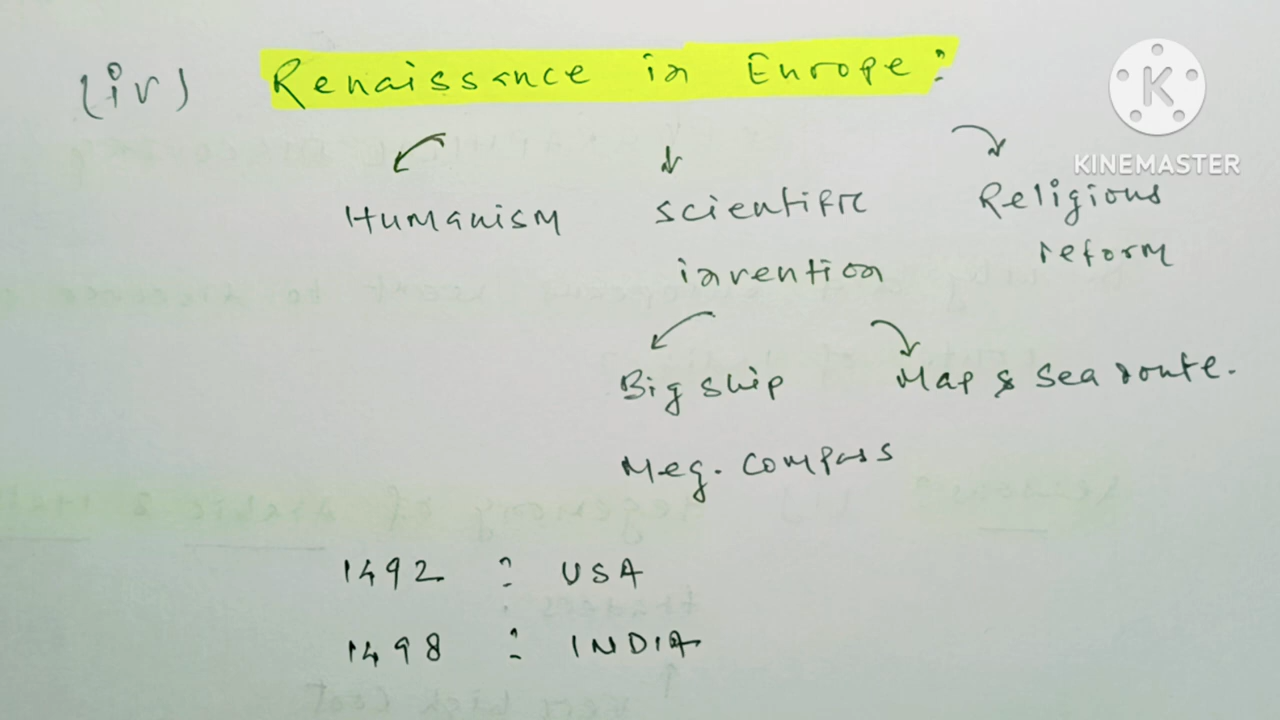 (iv) Renaissance in Europe:
K
KINEMASTER
Humanism scientific Religious
invention reform
Big ship Map & Sea route.
Meg. compass
1492 : USA
1498 : INDIA